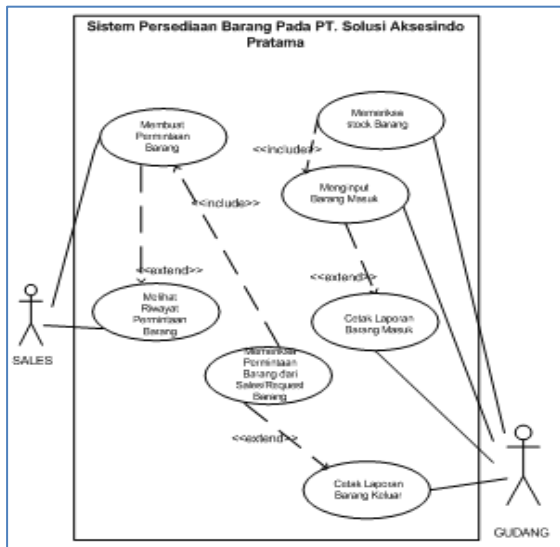 Sistem Persediaan Barang Pada PT. Solusi Aksesindo
Pratama
Membuat
Permintaan
Barang
Memeriksa
stock Barang
<<include>>
Menginput
Barang Masuk
<<include>>
<<extend>>
<<extend>>
Melihat
Riwayat
Permintaan
Barang
Cetak Laporan
Barang Masuk
SALES
Memeriksa
Permintaan
Barang dari
Sales/Request
Barang
<<extend>>
Cetak Laporan
Barang Keluar
GUDANG